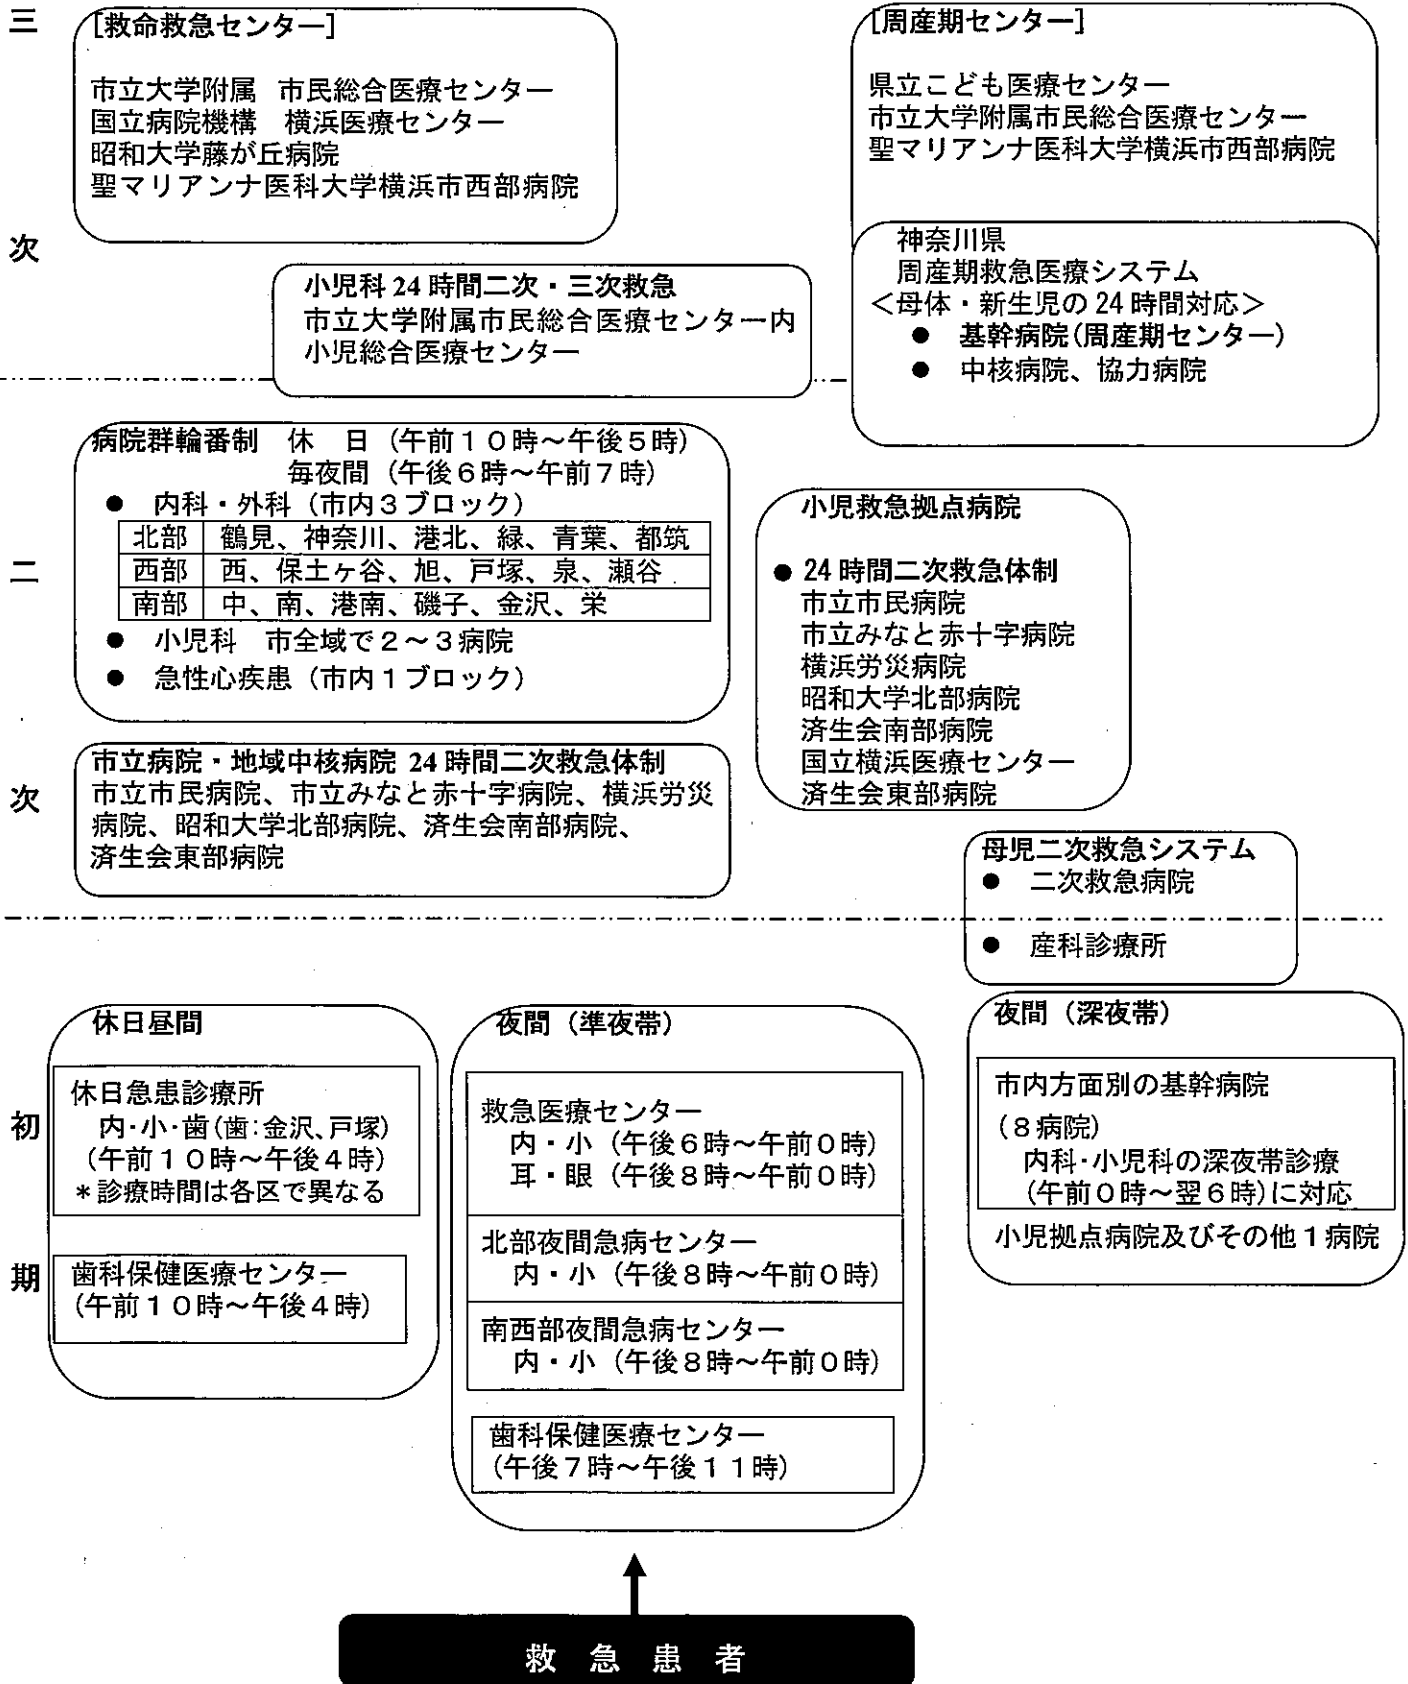 三
次
[救命救急センター]
市立大学附属　市民総合医療センター
国立病院機構　横浜医療センター
昭和大学藤が丘病院
聖マリアンナ医科大学横浜市西部病院
[周産期センター]
県立こども医療センター
市立大学附属市民総合医療センター
聖マリアンナ医科大学横浜市西部病院
神奈川県
周産期救急医療システム
＜母体・新生児の24時間対応＞
● 基幹病院(周産期センター)
● 中核病院、協力病院
小児科24時間二次・三次救急
市立大学附属市民総合医療センター内
小児総合医療センター
二
次
病院群輪番制　休　日（午前１０時～午後５時）
毎夜間（午後６時～午前７時）
● 内科・外科（市内３ブロック）
北部 鶴見、神奈川、港北、緑、青葉、都筑
西部 西、保土ヶ谷、旭、戸塚、泉、瀬谷
南部 中、南、港南、磯子、金沢、栄
● 小児科　市全域で２～３病院
● 急性心疾患（市内１ブロック）
小児救急拠点病院
● 24時間二次救急体制
市立市民病院
市立みなと赤十字病院
横浜労災病院
昭和大学北部病院
済生会南部病院
国立横浜医療センター
済生会東部病院
市立病院・地域中核病院 24時間二次救急体制
市立市民病院、市立みなと赤十字病院、横浜労災
病院、昭和大学北部病院、済生会南部病院、
済生会東部病院
母児二次救急システム
● 二次救急病院
● 産科診療所
初
期
休日昼間
休日急患診療所
内・小・歯(歯:金沢、戸塚)
（午前１０時～午後４時）
＊診療時間は各区で異なる
歯科保健医療センター
（午前１０時～午後４時）
夜間（準夜帯）
救急医療センター
内・小（午後６時～午前０時）
耳・眼（午後８時～午前０時）
北部夜間急病センター
内・小（午後８時～午前０時）
南西部夜間急病センター
内・小（午後８時～午前０時）
歯科保健医療センター
（午後７時～午後１１時）
夜間（深夜帯）
市内方面別の基幹病院
（８病院）
内科・小児科の深夜帯診療
（午前０時～翌６時）に対応
小児拠点病院及びその他１病院
救　急　患　者